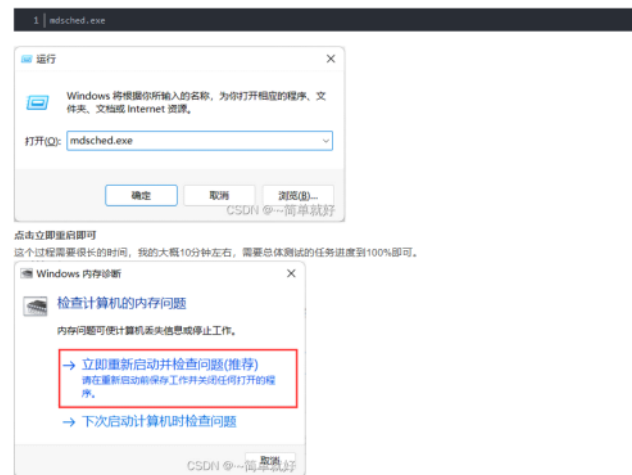 1 mdsched.exe
运行
Windows 将根据你所输入的名称，为你打开相应的程序、文
件夹、文档或 Internet 资源。
打开(O): mdsched.exe
确定 取消 浏览(B)...
CSDN @~简单就好
点击立即重启即可
这个过程需要很长的时间，我的大概10分钟左右，需要总体测试的任务进度到100%即可。
Windows 内存诊断
检查计算机的内存问题
内存问题可使计算机丢失信息或停止工作。
→ 立即重新启动并检查问题(推荐)
请在重新启动前保存工作并关闭任何打开的程
序。
→ 下次启动计算机时检查问题
取消
CSDN @~简单就好